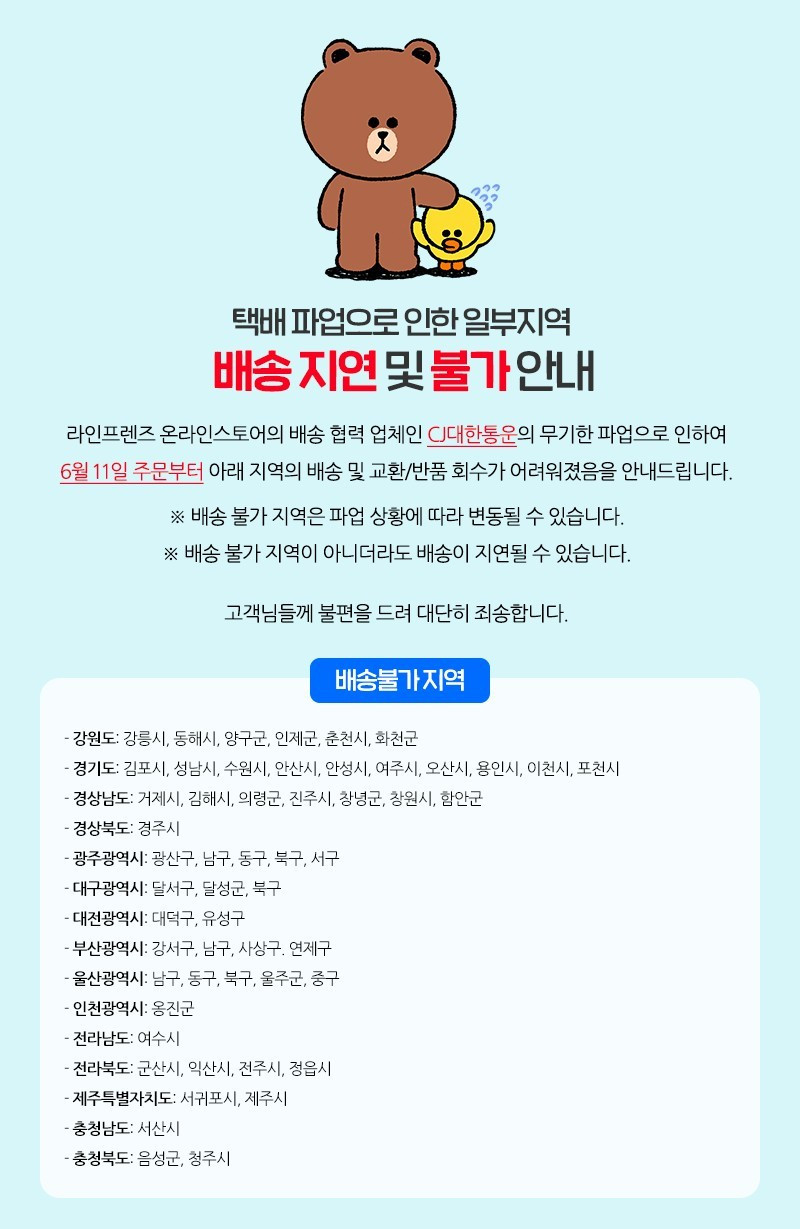 택배 파업으로 인한 일부지역
배송 지연 및 불가 안내
라인프렌즈 온라인스토어의 배송 협력 업체인 CJ대한통운의 무기한 파업으로 인하여
6월 11일 주문부터 아래 지역의 배송 및 교환/반품 회수가 어려워졌음을 안내드립니다.
※ 배송 불가 지역은 파업 상황에 따라 변동될 수 있습니다.
※ 배송 불가 지역이 아니더라도 배송이 지연될 수 있습니다.
고객님들께 불편을 드려 대단히 죄송합니다.
배송불가 지역
- 강원도: 강릉시, 동해시, 양구군, 인제군, 춘천시, 화천군
- 경기도: 김포시, 성남시, 수원시, 안산시, 안성시, 여주시, 오산시, 용인시, 이천시, 포천시
- 경상남도: 거제시, 김해시, 의령군, 진주시, 창녕군, 창원시, 함안군
- 경상북도: 경주시
- 광주광역시: 광산구, 남구, 동구, 북구, 서구
- 대구광역시: 달서구, 달성군, 북구
- 대전광역시: 대덕구, 유성구
- 부산광역시: 강서구, 남구, 사상구. 연제구
- 울산광역시: 남구, 동구, 북구, 울주군, 중구
- 인천광역시: 옹진군
- 전라남도: 여수시
- 전라북도: 군산시, 익산시, 전주시, 정읍시
- 제주특별자치도: 서귀포시, 제주시
- 충청남도: 서산시
- 충청북도: 음성군, 청주시